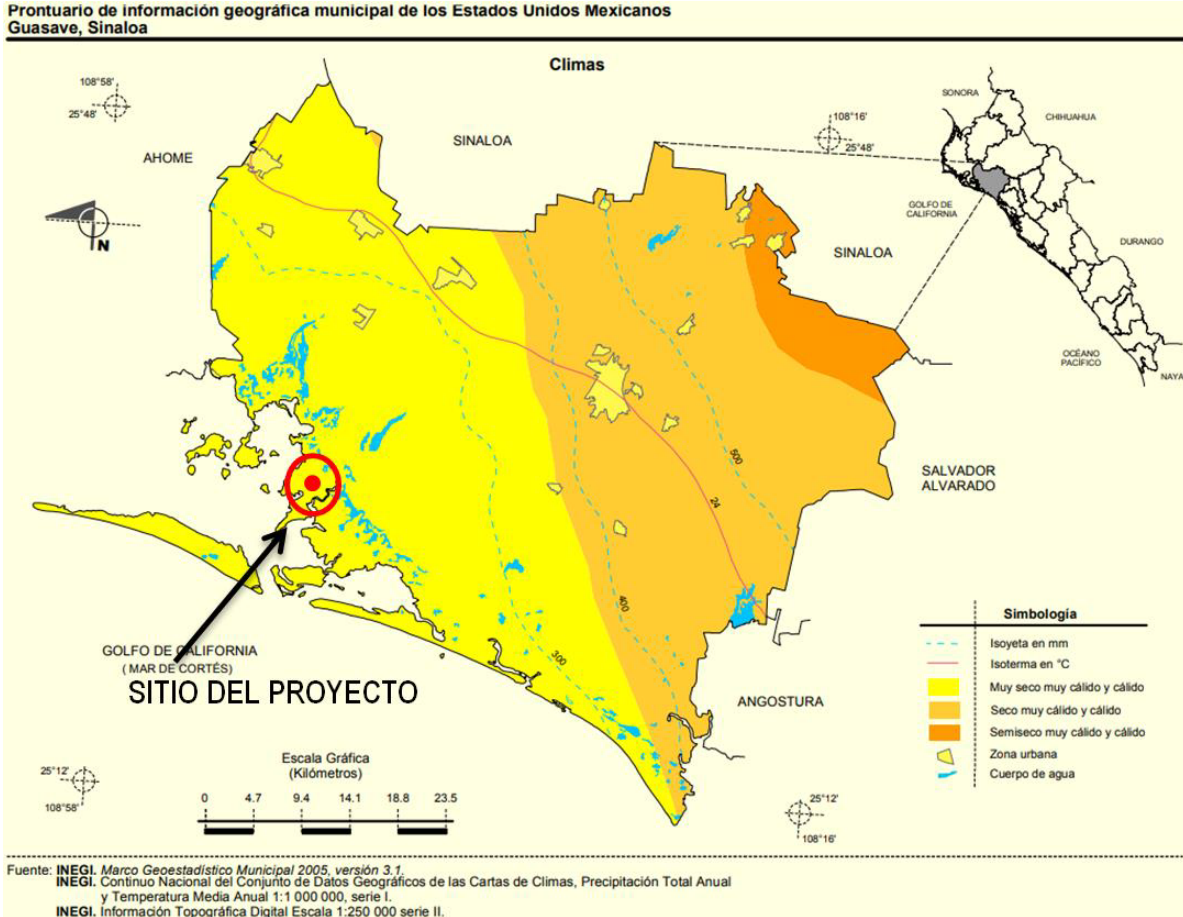 Prontuario de información geográfica municipal de los Estados Unidos Mexicanos
Guasave, Sinaloa
Climas
108°58'
25°48'
AHOME
SINALOA
108°16'
25°48'
SONORA
CHIHUAHUA
GOLFO DE
CALIFORNIA
DURANGO
OCÉANO
PACÍFICO
NAYA
N
SINALOA
500
24
400
300
SALVADOR
ALVARADO
ANGOSTURA
GOLFO DE CALIFORNIA
( MAR DE CORTÉS)
SITIO DEL PROYECTO
Simbología
Isoyeta en mm
Isoterma en °C
Muy seco muy cálido y cálido
Seco muy cálido y cálido
Semiseco muy cálido y cálido
Zona urbana
Cuerpo de agua
Escala Gráfica
(Kilómetros)
0 4.7 9.4 14.1 18.8 23.5
25°12'
108°58'
25°12'
108°16'
Fuente: INEGI. Marco Geoestadístico Municipal 2005, versión 3.1.
INEGI. Continuo Nacional del Conjunto de Datos Geográficos de las Cartas de Climas, Precipitación Total Anual
y Temperatura Media Anual 1:1 000 000, serie I.
INEGI. Información Topográfica Digital Escala 1:250 000 serie II.